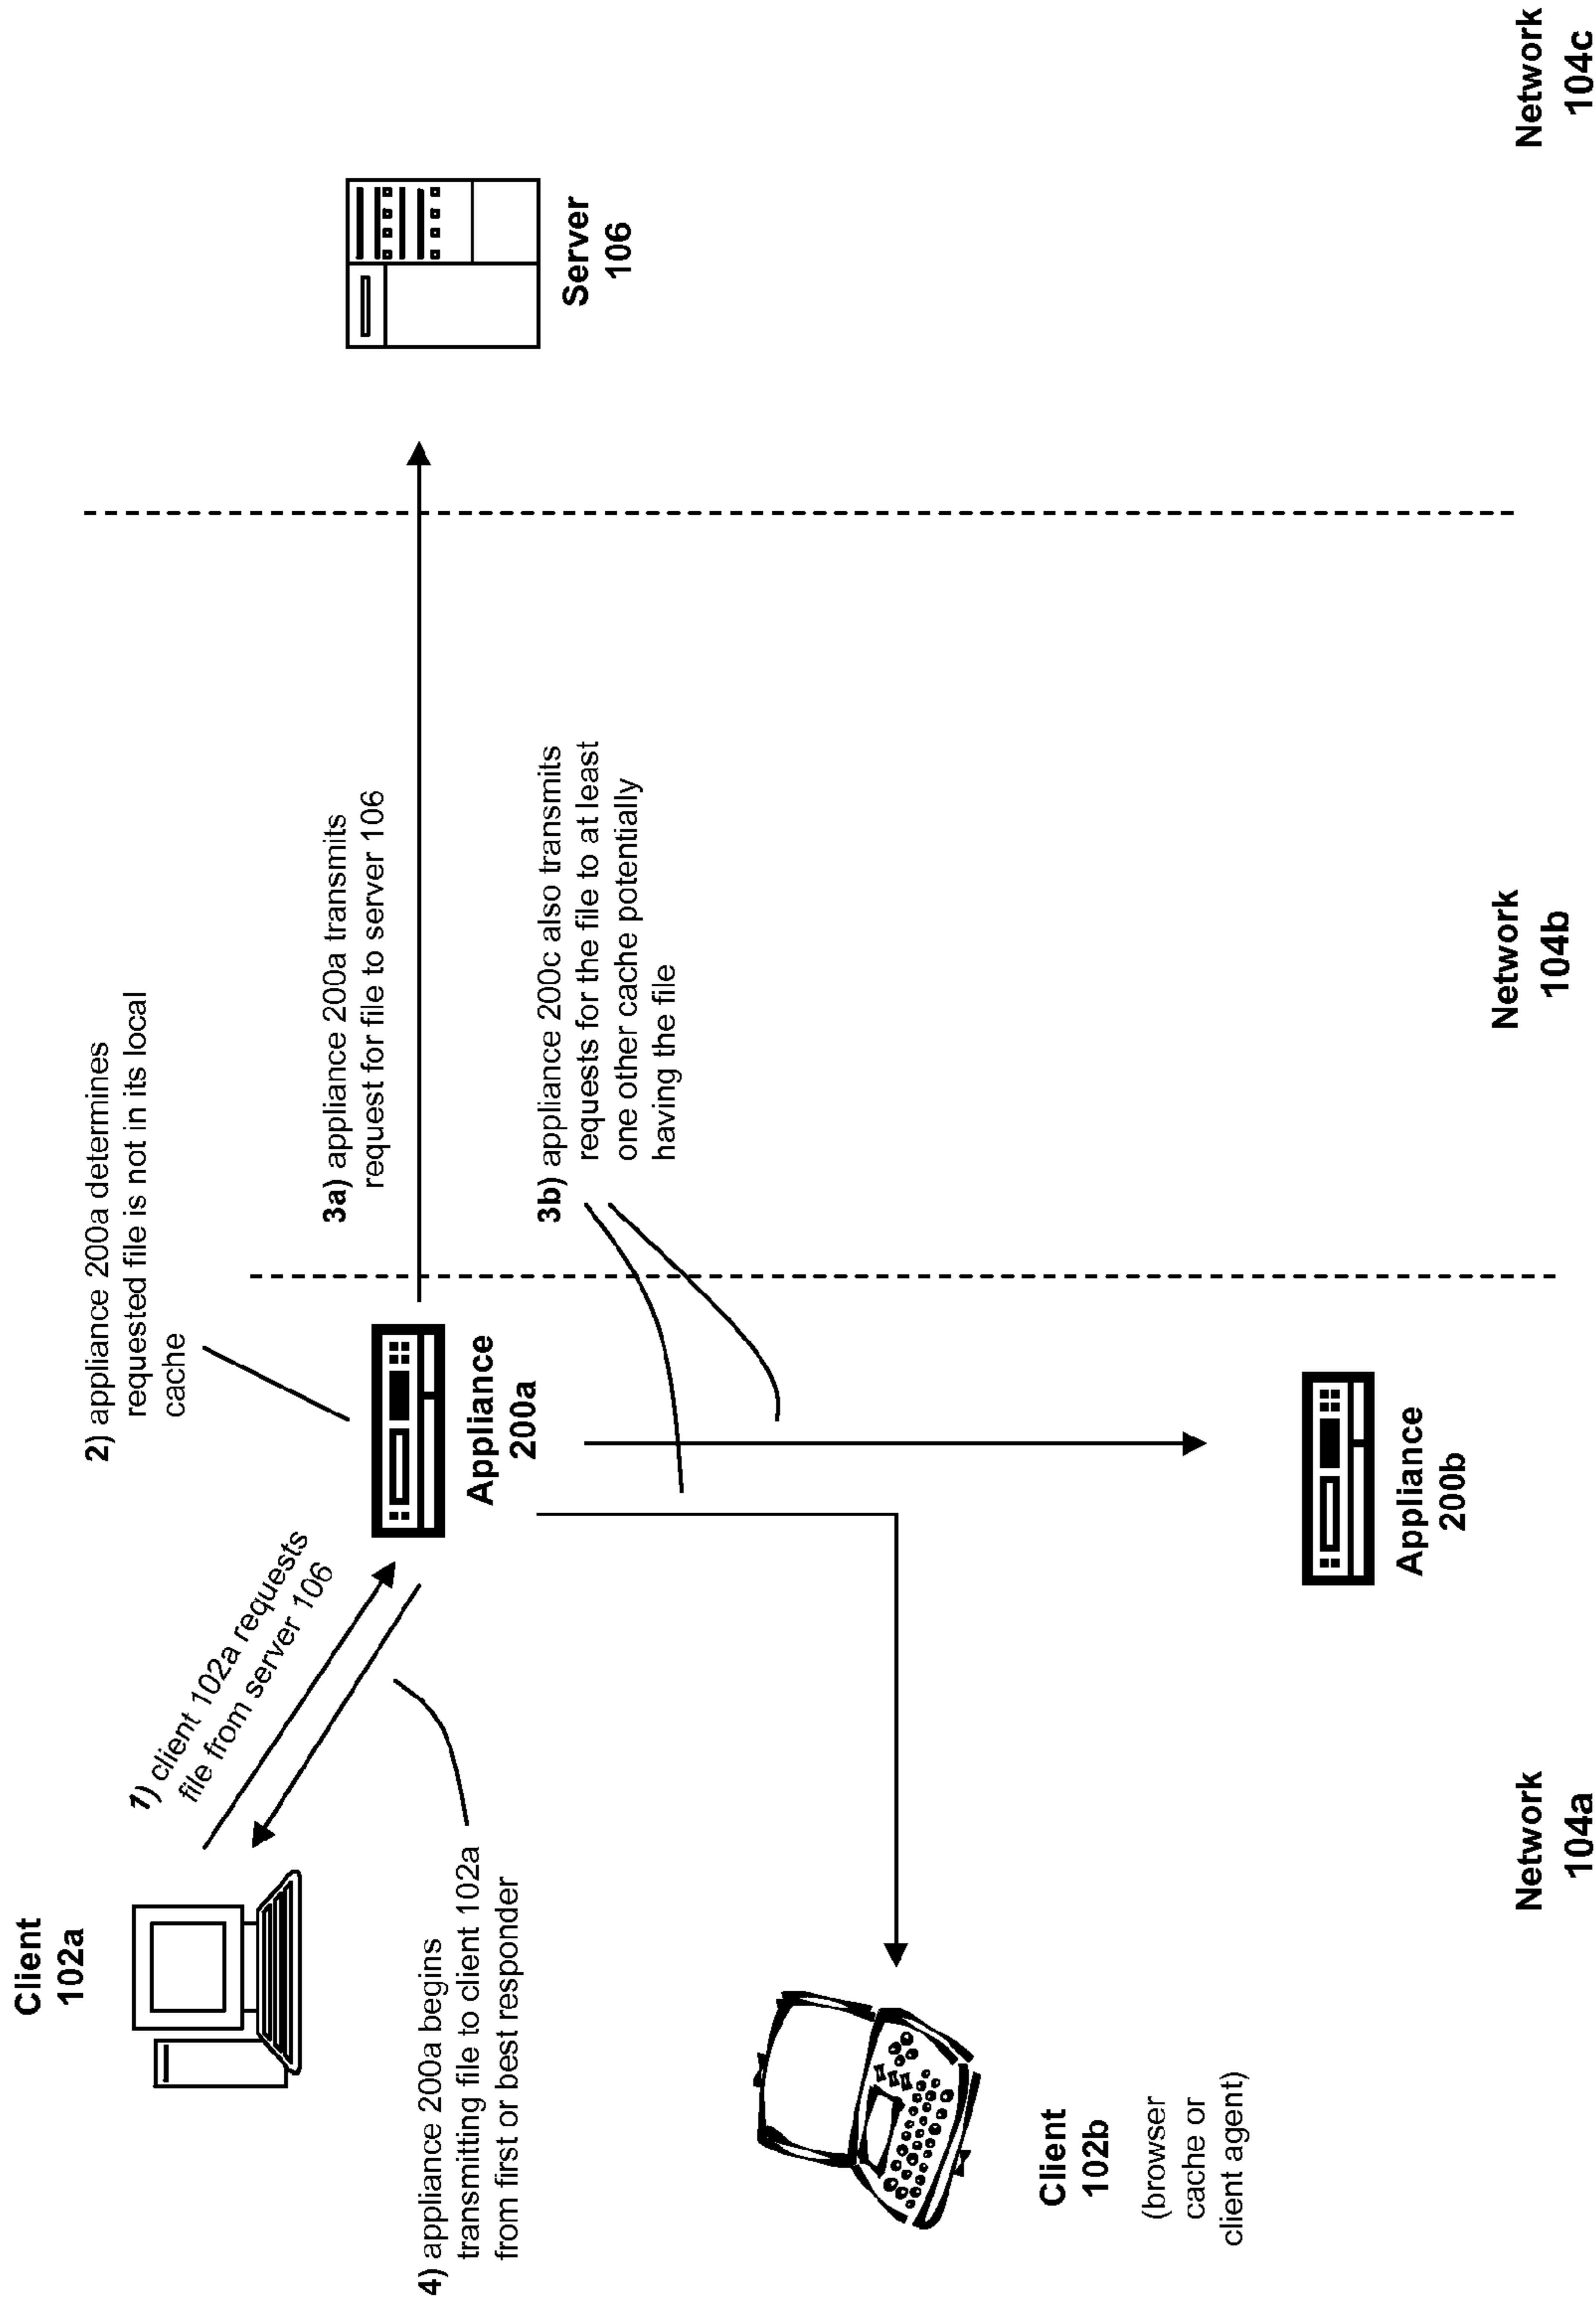 Client
102a
1) client 102a requests
file from server 106
2) appliance 200a determines
requested file is not in its local
cache
Appliance
200a
3a) appliance 200a transmits
request for file to server 106
Server
106
3b) appliance 200c also transmits
requests for the file to at least
one other cache potentially
having the file
4) appliance 200a begins
transmitting file to client 102a
from first or best responder
Client
102b
(browser
cache or
client agent)
Appliance
200b
Network
104a
Network
104b
Network
104c